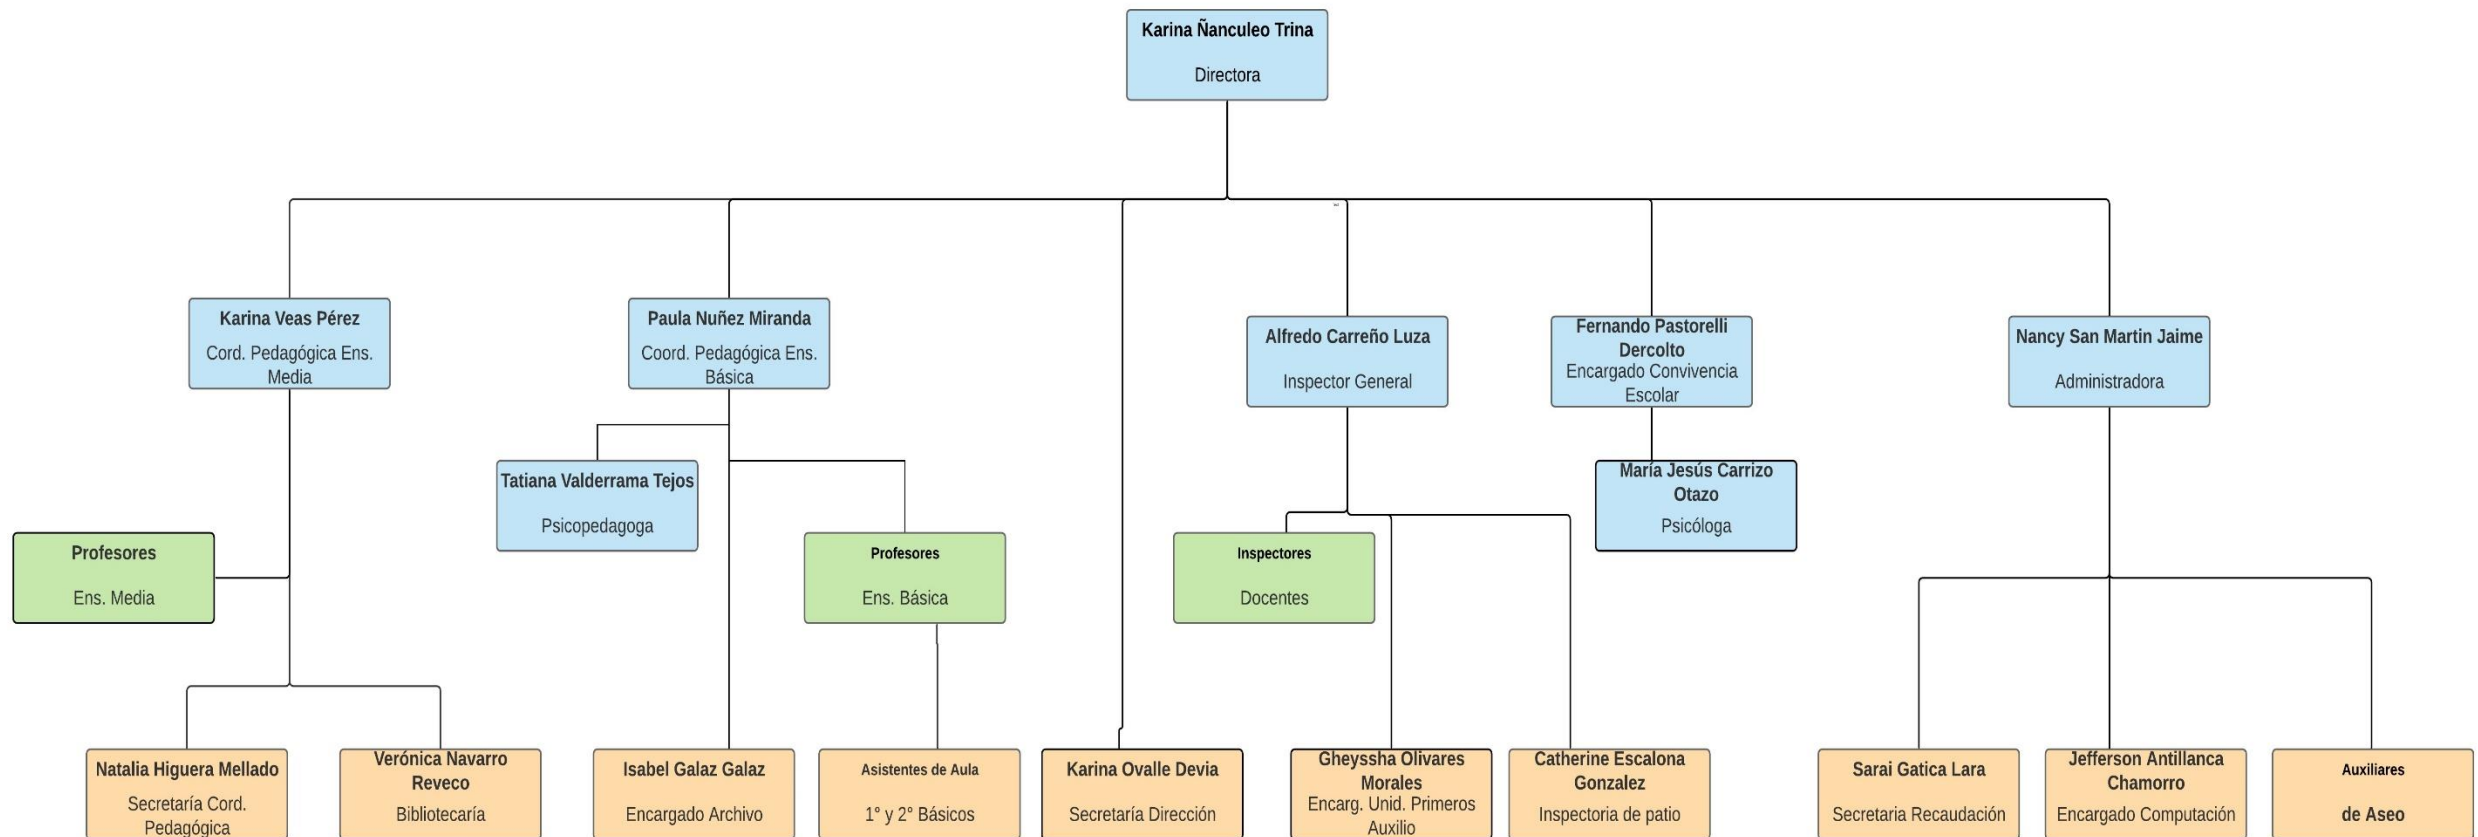 Karina Ñanculeo Trina
Directora
Karina Veas Pérez
Cord. Pedagógica Ens.
Media
Paula Nuñez Miranda
Coord. Pedagógica Ens.
Básica
Alfredo Carreño Luza
Inspector General
Fernando Pastorelli
Dercolto
Encargado Convivencia
Escolar
Nancy San Martin Jaime
Administradora
Tatiana Valderrama Tejos
Psicopedagoga
María Jesús Carrizo
Otazo
Psicóloga
Profesores
Ens. Media
Profesores
Ens. Básica
Inspectores
Docentes
Natalia Higuera Mellado
Secretaría Cord.
Pedagógica
Verónica Navarro
Reveco
Bibliotecaría
Isabel Galaz Galaz
Encargado Archivo
Asistentes de Aula
1° y 2° Básicos
Karina Ovalle Devia
Secretaría Dirección
Gheyssha Olivares
Morales
Encarg. Unid. Primeros
Auxilio
Catherine Escalona
Gonzalez
Inspectoria de patio
Sarai Gatica Lara
Secretaria Recaudación
Jefferson Antillanca
Chamorro
Encargado Computación
Auxiliares
de Aseo